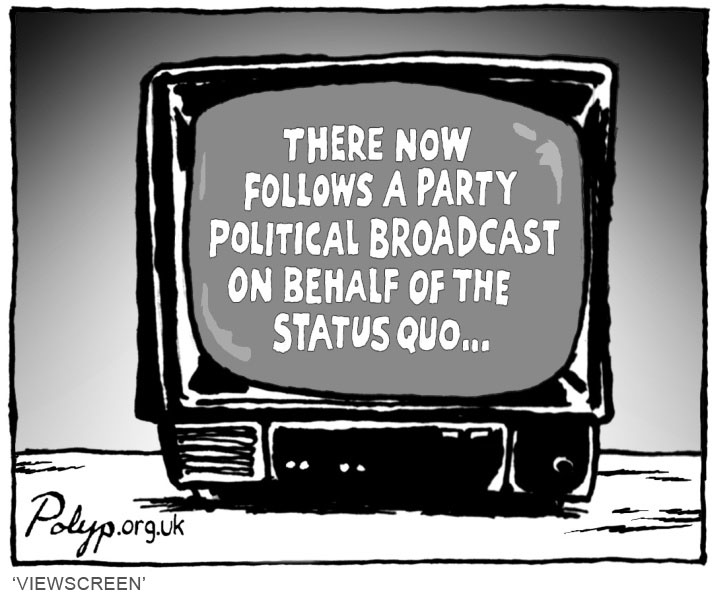 THERE NOW
FOLLOWS A PARTY
POLITICAL BROADCAST
ON BEHALF OF THE
STATUS QUO...
Polyp.org.uk
‘VIEWSCREEN’